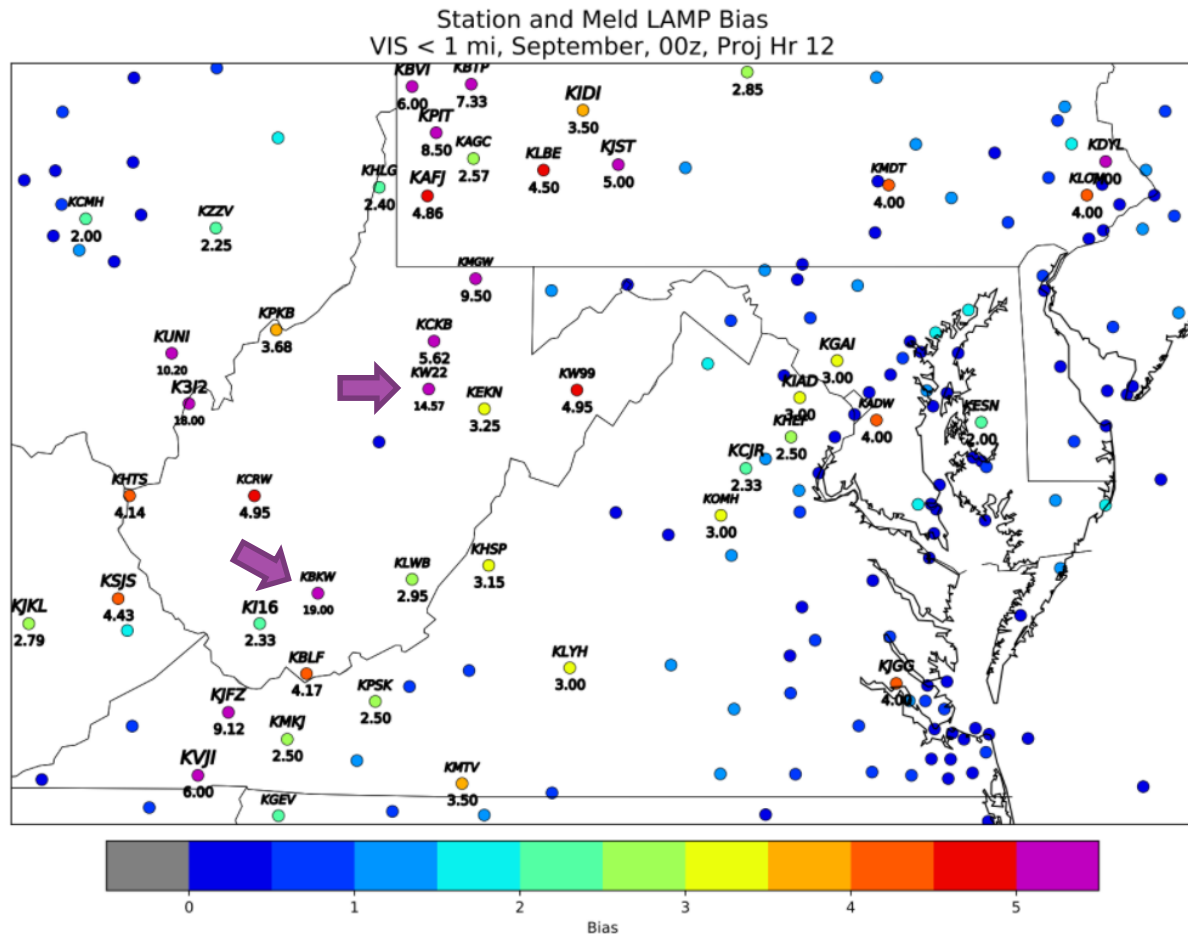 Station and Meld LAMP Bias
VIS < 1 mi, September, 00z, Proj Hr 12
KBVI
6.00
KBTP
7.33
KIDI
3.50
2.85
KPIT
8.50
KAGC
2.57
KLBE
4.50
KJST
5.00
KDYL
KHLG
2.40
KAFJ
4.86
KMDT
4.00
4.00
KCMH
2.00
KZZV
2.25
KMGW
9.50
KPKB
3.68
KUNI
10.20
KCKB
5.62
KGAI
3.00
K3I2
18.00
KW22
14.57
KEKN
3.25
KW99
4.95
KIAD
3.00
KADW
4.00
KESN
2.00
KHEF
2.50
KCJR
2.33
KHTS
4.14
KCRW
4.95
KOMH
3.00
KSJS
4.43
KBKW
19.00
KLWB
2.95
KHSP
3.15
KJKL
2.79
KI16
2.33
KBLF
4.17
KLYH
3.00
KJGG
4.00
KJFZ
9.12
KPSK
2.50
KMKJ
2.50
KVJI
6.00
KMTV
3.50
KGEV
0
1
2
3
4
5
Bias